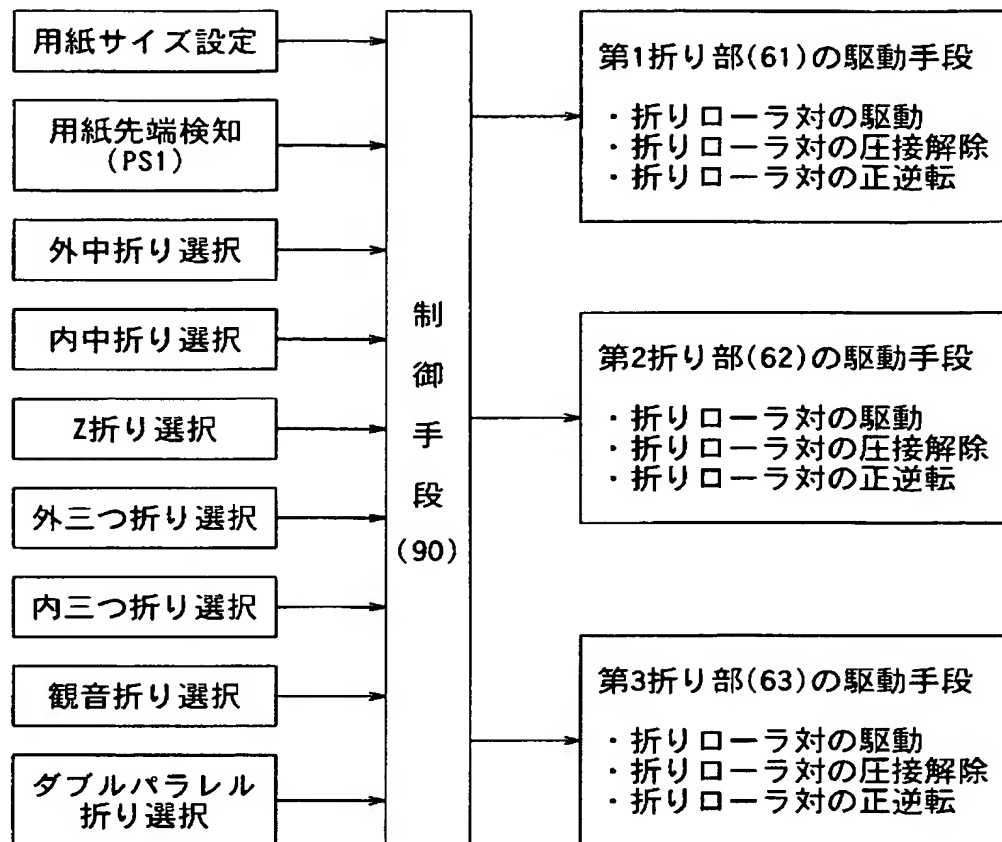 用紙サイズ設定
用紙先端検知
(PS1)
外中折り選択
内中折り選択
Z折り選択
外三つ折り選択
内三つ折り選択
観音折り選択
ダブルパラレル
折り選択
制
御
手
段
(90)
第1折り部(61)の駆動手段
・折りローラ対の駆動
・折りローラ対の圧接解除
・折りローラ対の正逆転
第2折り部(62)の駆動手段
・折りローラ対の駆動
・折りローラ対の圧接解除
・折りローラ対の正逆転
第3折り部(63)の駆動手段
・折りローラ対の駆動
・折りローラ対の圧接解除
・折りローラ対の正逆転